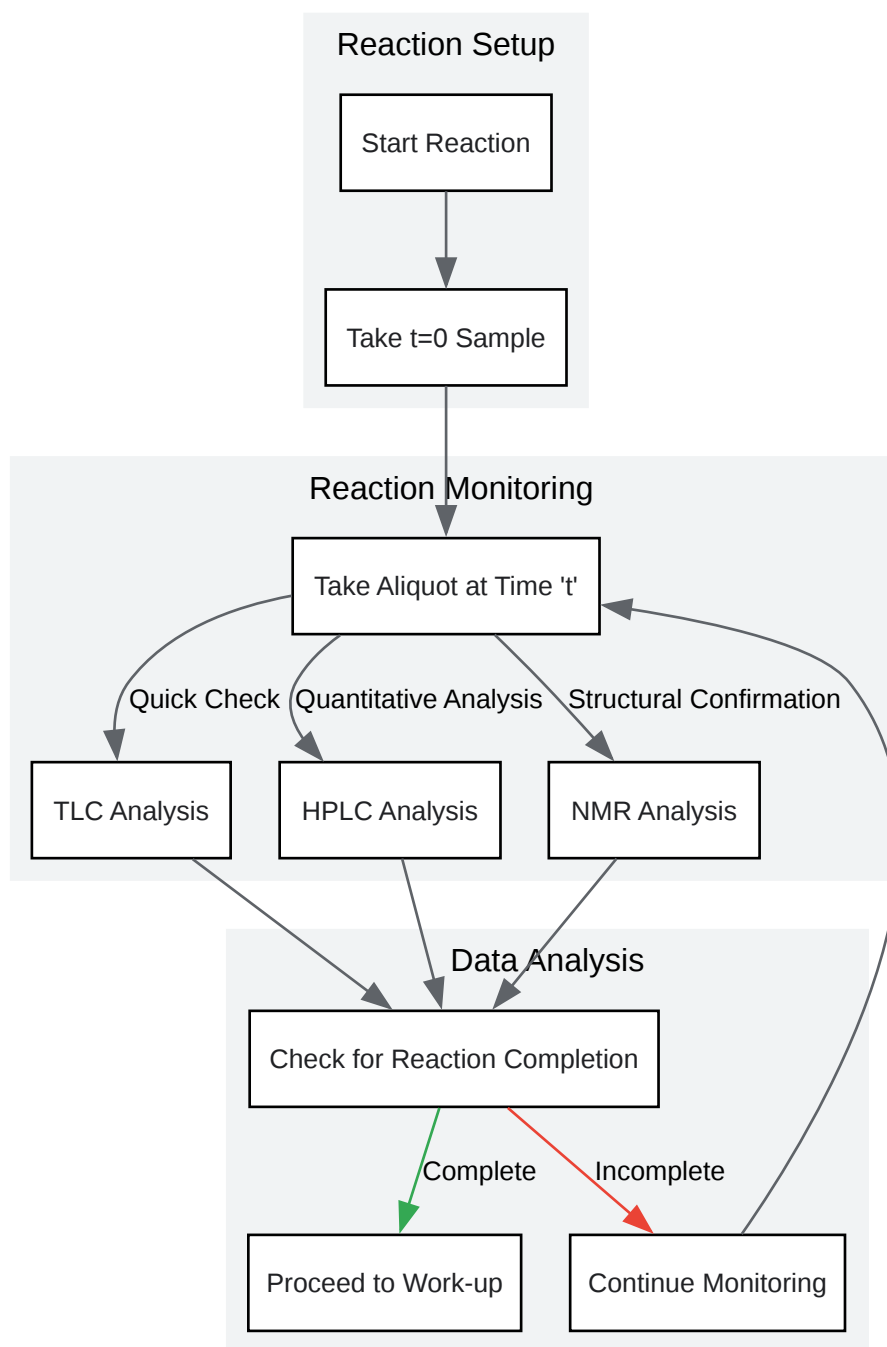 Reaction Setup
Start Reaction
Take t=0 Sample
Reaction Monitoring
Take Aliquot at Time 't'
Quick Check
Quantitative Analysis
Structural Confirmation
TLC Analysis
HPLC Analysis
NMR Analysis
Data Analysis
Check for Reaction Completion
Complete
Incomplete
Proceed to Work-up
Continue Monitoring